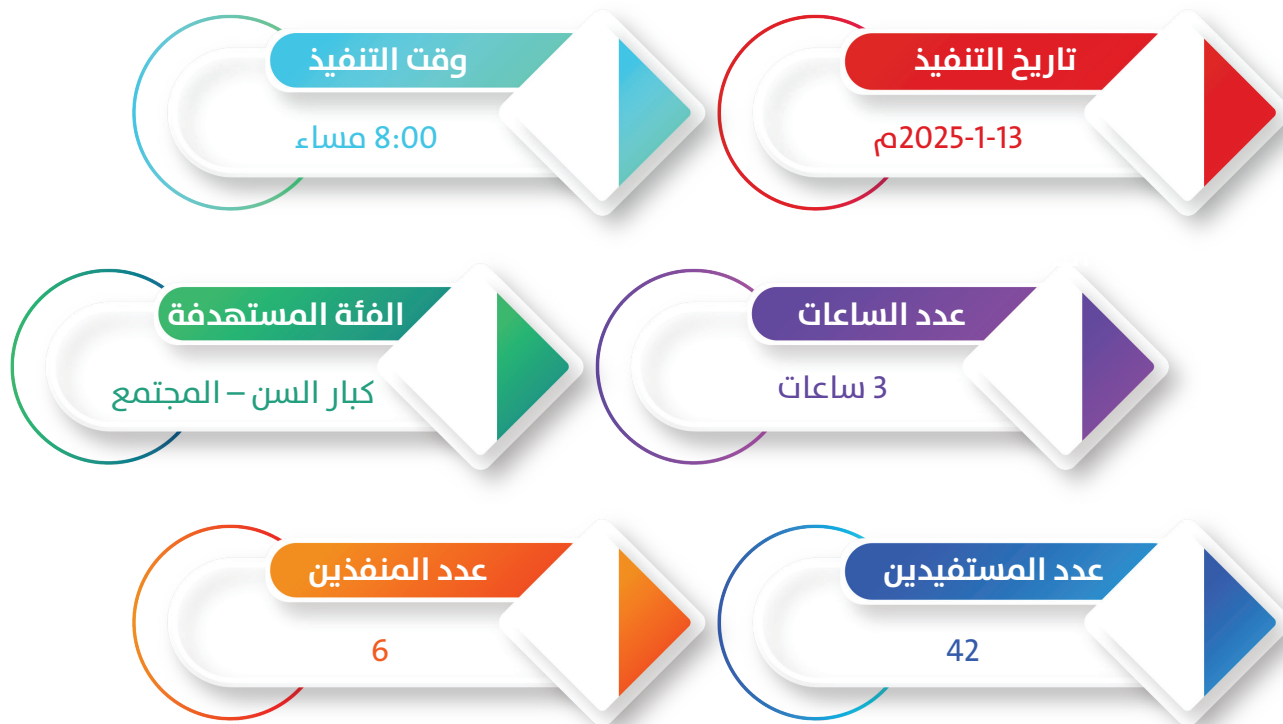 تاريخ التنفيذ
13-1-2025م
وقت التنفيذ
8:00 مساء
عدد الساعات
3 ساعات
الفئة المستهدفة
كبار السن – المجتمع
عدد المستفيدين
42
عدد المنفذين
6